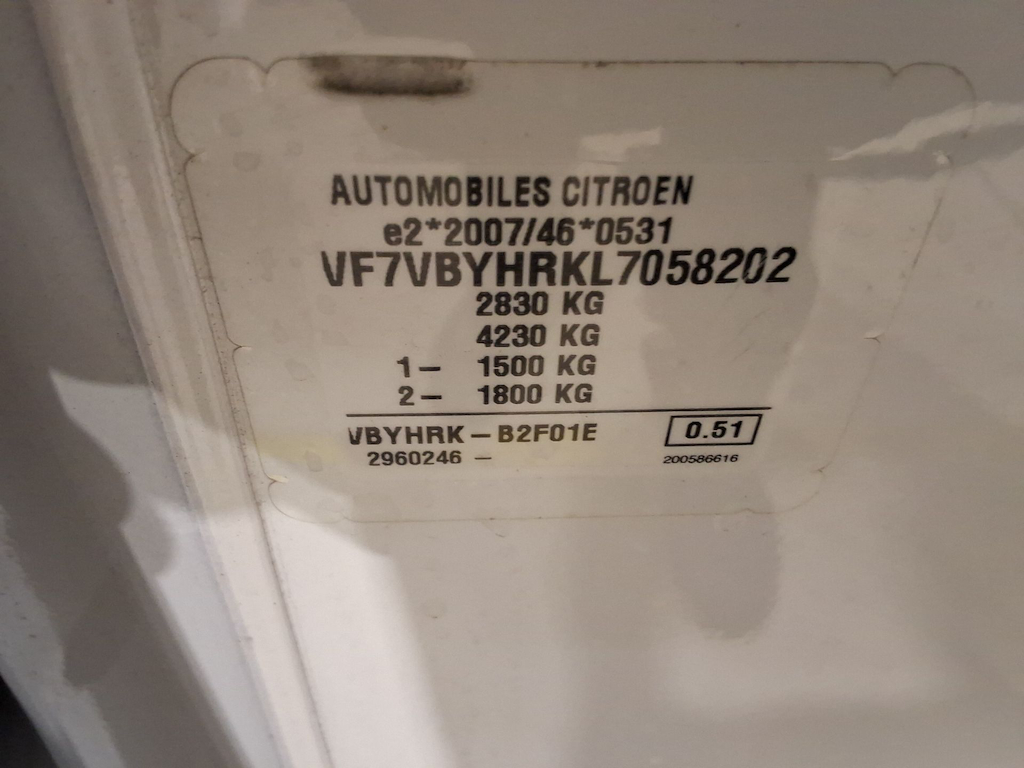 AUTOMOBILES CITROEN
e2*2007/46*0531
VF7VBYHRKL7058202
2830 KG
4230 KG
1- 1500 KG
2- 1800 KG
VBYHRK-B2F01E 0.51
2960246 - 200586616